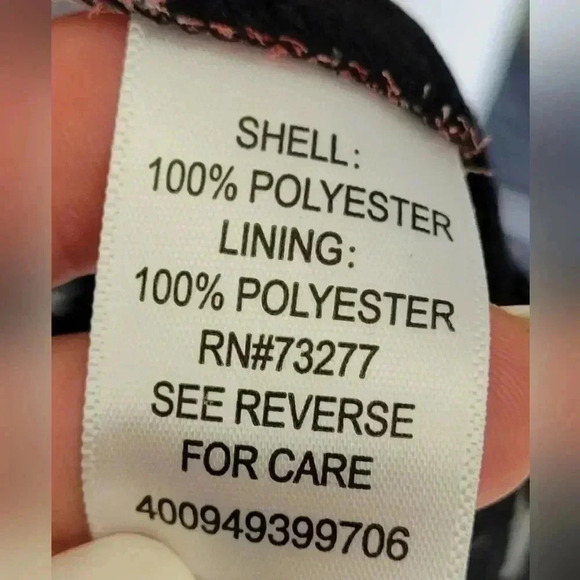 SHELL:
100% POLYESTER
LINING:
100% POLYESTER
RN#73277
SEE REVERSE
FOR CARE
400949399706